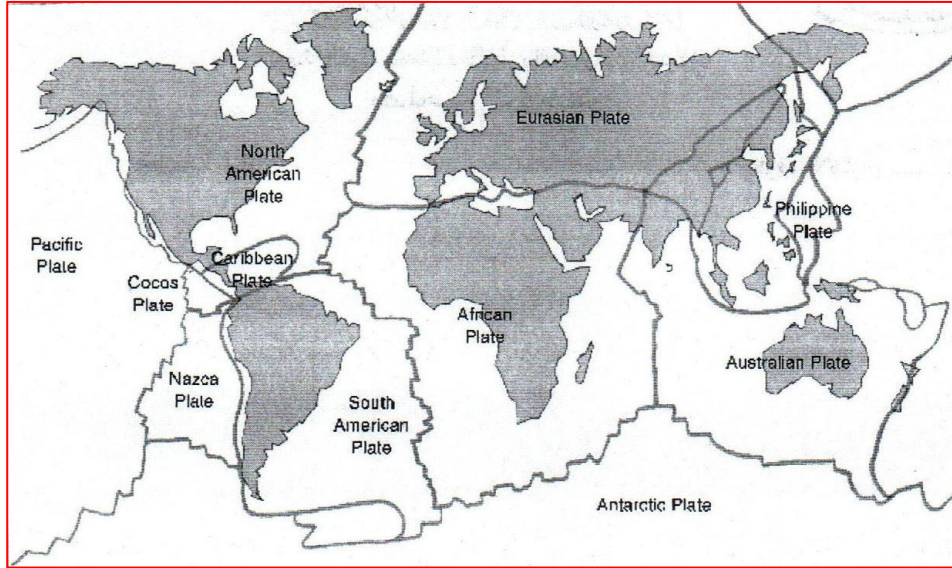 Eurasian Plate
North
American
Plate
Philippine
Plate
Pacific
Plate
Caribbean
Plate
Cocos
Plate
African
Plate
Australian Plate
Nazca
Plate
South
American
Plate
Antarctic Plate